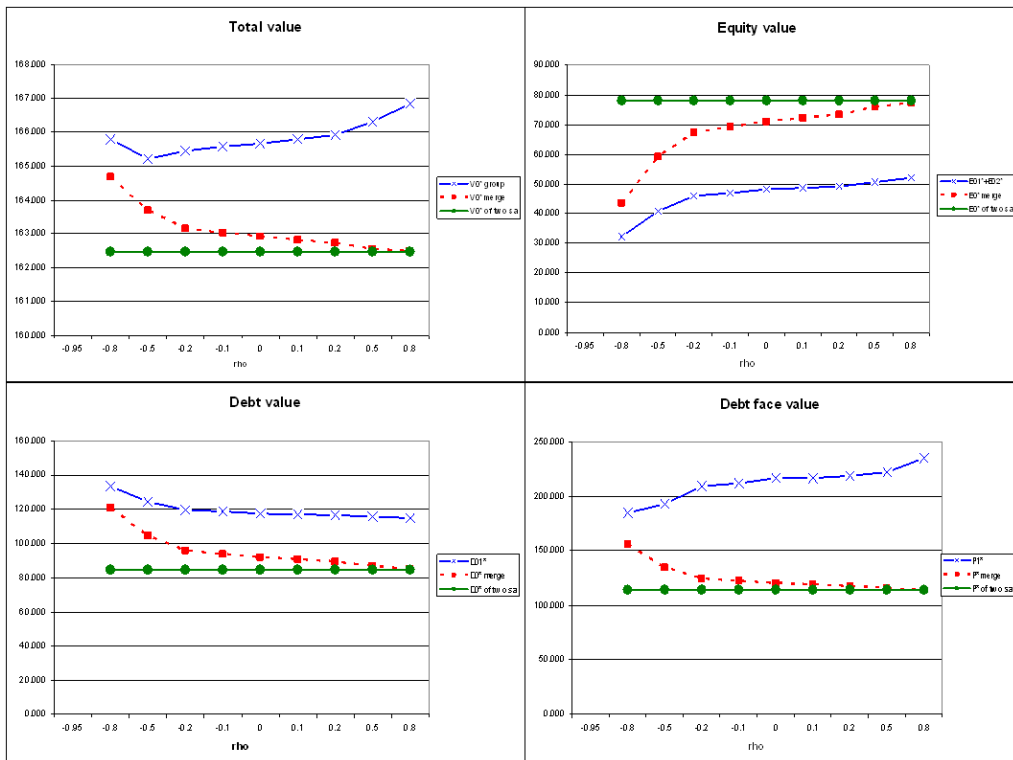 Total value
168.000
167.000
166.000
165.000
164.000
163.000
162.000
161.000
160.000
-0.95 -0.8 -0.5 -0.2 -0.1 0 0.1 0.2 0.5 0.8
rho
V0* group
V0* merge
V0* of two sa
Equity value
90.000
80.000
70.000
60.000
50.000
40.000
30.000
20.000
10.000
0.000
-0.95 -0.8 -0.5 -0.2 -0.1 0 0.1 0.2 0.5 0.8
rho
E01*+E02*
E0* merge
E0* of two sa
Debt value
160.000
140.000
120.000
100.000
80.000
60.000
40.000
20.000
0.000
-0.95 -0.8 -0.5 -0.2 -0.1 0 0.1 0.2 0.5 0.8
rho
D01*
D0* merge
D0* of two sa
Debt face value
250.000
200.000
150.000
100.000
50.000
0.000
-0.95 -0.8 -0.5 -0.2 -0.1 0 0.1 0.2 0.5 0.8
rho
P1*
P* merge
P* of two sa